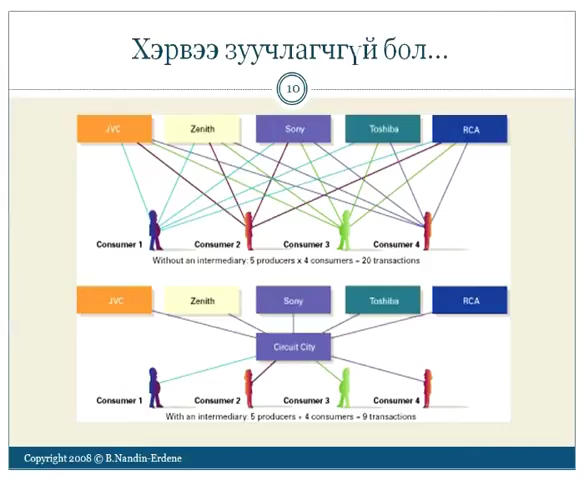 Хэрвээ зуучлагчгүй бол...
10
JVC Zenith Sony Toshiba RCA
Consumer 1 Consumer 2 Consumer 3 Consumer 4
Without an intermediary: 5 producers x 4 consumers = 20 transactions
JVC Zenith Sony Toshiba RCA
Circuit City
Consumer 1 Consumer 2 Consumer 3 Consumer 4
With an intermediary: 5 producers + 4 consumers = 9 transactions
Copyright 2008 © B.Nandin-Erdene